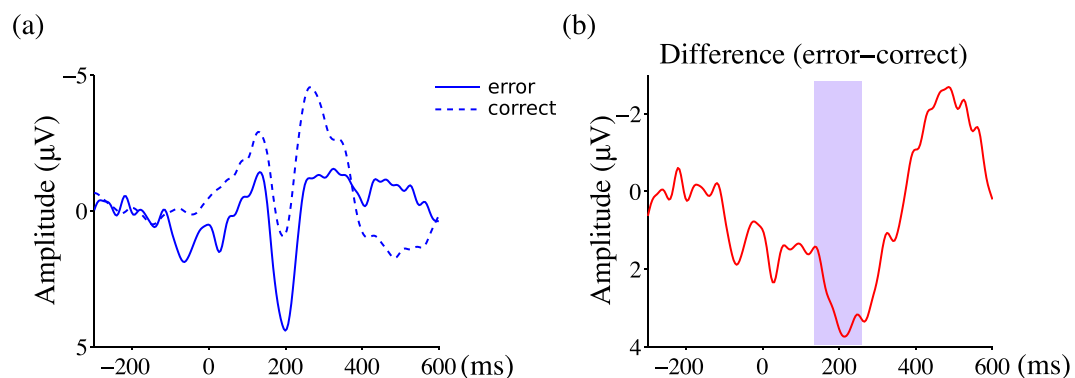 (a)
Amplitude (μV)
−5
0
5
−200 0 200 400 600 (ms)
error
correct
(b)
Difference (error−correct)
Amplitude (μV)
−2
0
2
4
−200 0 200 400 600 (ms)